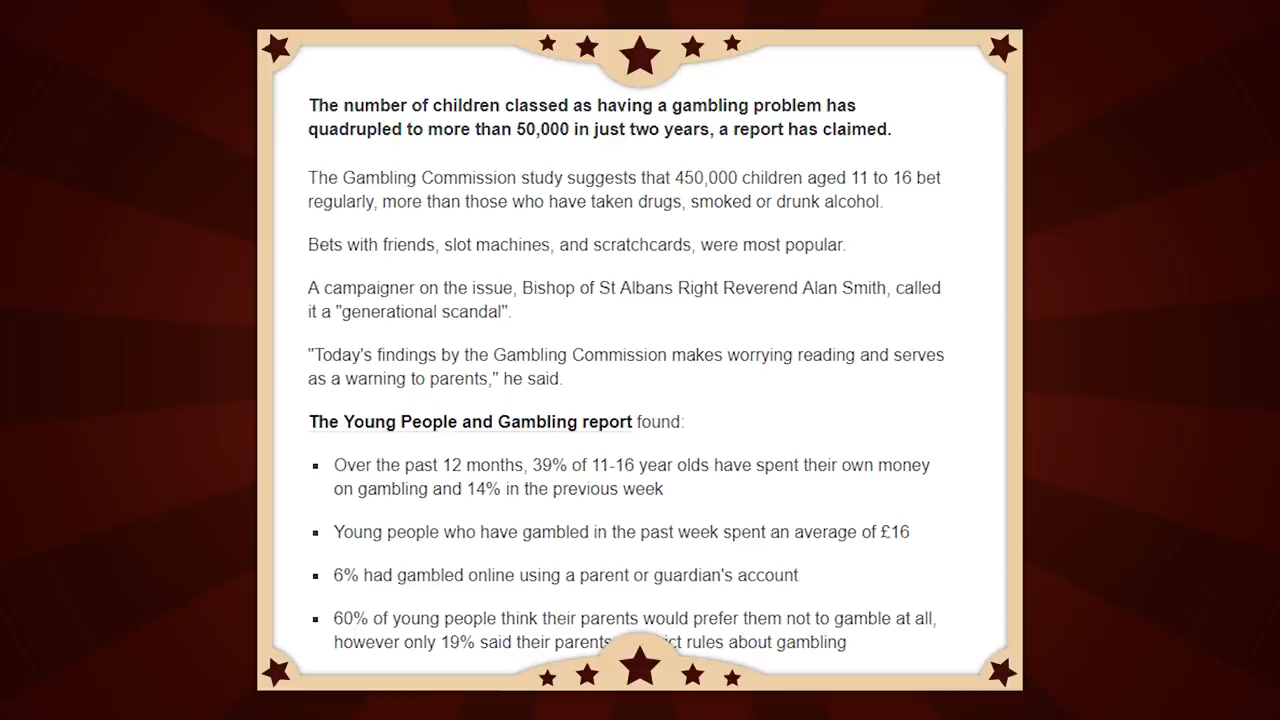 The number of children classed as having a gambling problem has
quadrupled to more than 50,000 in just two years, a report has claimed.
The Gambling Commission study suggests that 450,000 children aged 11 to 16 bet
regularly, more than those who have taken drugs, smoked or drunk alcohol.
Bets with friends, slot machines, and scratchcards, were most popular.
A campaigner on the issue, Bishop of St Albans Right Reverend Alan Smith, called
it a "generational scandal".
"Today's findings by the Gambling Commission makes worrying reading and serves
as a warning to parents," he said.
The Young People and Gambling report found:
Over the past 12 months, 39% of 11-16 year olds have spent their own money
on gambling and 14% in the previous week
Young people who have gambled in the past week spent an average of £16
6% had gambled online using a parent or guardian's account
60% of young people think their parents would prefer them not to gamble at all,
however only 19% said their parents rules about gambling